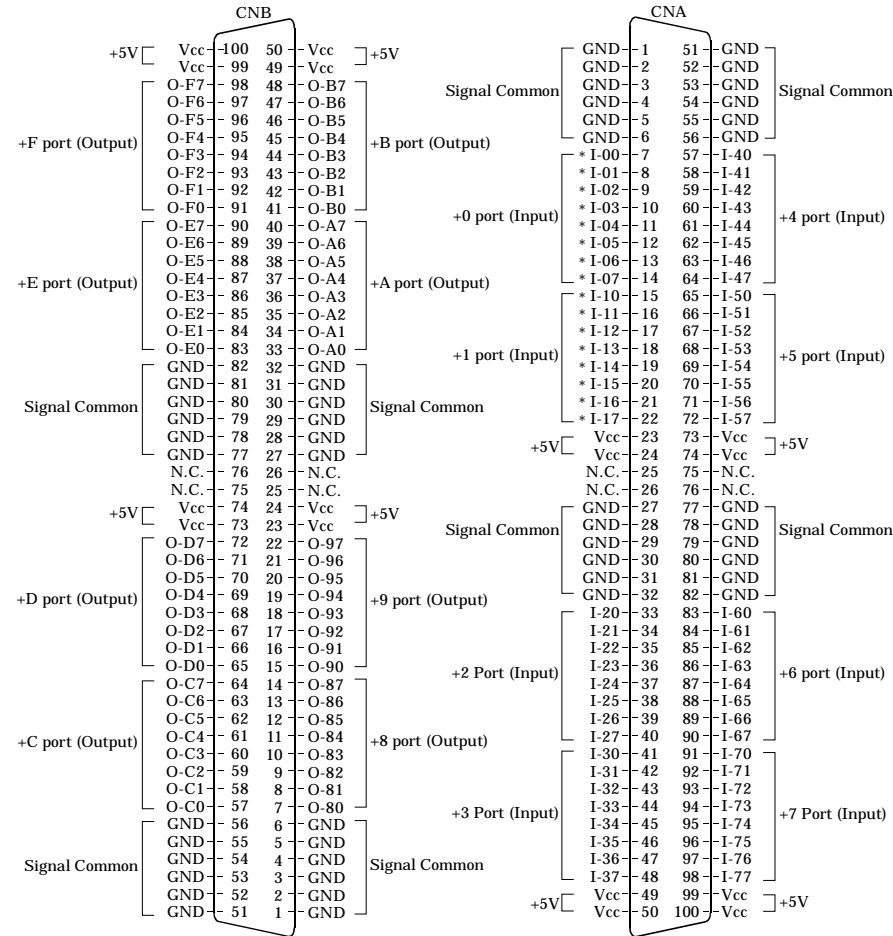 CNB
+5V Vcc 100 50 Vcc +5V
Vcc 99 49 Vcc
O-F7 98 48 O-B7
O-F6 97 47 O-B6
O-F5 96 46 O-B5
+F port (Output) O-F4 95 45 O-B4 +B port (Output)
O-F3 94 44 O-B3
O-F2 93 43 O-B2
O-F1 92 42 O-B1
O-F0 91 41 O-B0
O-E7 90 40 O-A7
O-E6 89 39 O-A6
O-E5 88 38 O-A5
+E port (Output) O-E4 87 37 O-A4 +A port (Output)
O-E3 86 36 O-A3
O-E2 85 35 O-A2
O-E1 84 34 O-A1
O-E0 83 33 O-A0
GND 82 32 GND
GND 81 31 GND
Signal Common GND 80 30 GND Signal Common
GND 79 29 GND
GND 78 28 GND
GND 77 27 GND
N.C. 76 26 N.C.
N.C. 75 25 N.C.
+5V Vcc 74 24 Vcc +5V
Vcc 73 23 Vcc
O-D7 72 22 O-97
O-D6 71 21 O-96
O-D5 70 20 O-95
+D port (Output) O-D4 69 19 O-94 +9 port (Output)
O-D3 68 18 O-93
O-D2 67 17 O-92
O-D1 66 16 O-91
O-D0 65 15 O-90
O-C7 64 14 O-87
O-C6 63 13 O-86
O-C5 62 12 O-85
+C port (Output) O-C4 61 11 O-84 +8 port (Output)
O-C3 60 10 O-83
O-C2 59 9 O-82
O-C1 58 8 O-81
O-C0 57 7 O-80
GND 56 6 GND
GND 55 5 GND
Signal Common GND 54 4 GND Signal Common
GND 53 3 GND
GND 52 2 GND
GND 51 1 GND
CNA
GND 1 51 GND
GND 2 52 GND
Signal Common GND 3 53 GND Signal Common
GND 4 54 GND
GND 5 55 GND
GND 6 56 GND
* I-00 7 57 I-40
* I-01 8 58 I-41
* I-02 9 59 I-42
+0 port (Input) * I-03 10 60 I-43 +4 port (Input)
* I-04 11 61 I-44
* I-05 12 62 I-45
* I-06 13 63 I-46
* I-07 14 64 I-47
* I-10 15 65 I-50
* I-11 16 66 I-51
* I-12 17 67 I-52
+1 port (Input) * I-13 18 68 I-53 +5 port (Input)
* I-14 19 69 I-54
* I-15 20 70 I-55
* I-16 21 71 I-56
* I-17 22 72 I-57
+5V Vcc 23 73 Vcc +5V
Vcc 24 74 Vcc
N.C. 25 75 N.C.
N.C. 26 76 N.C.
GND 27 77 GND
Signal Common GND 28 78 GND Signal Common
GND 29 79 GND
GND 30 80 GND
GND 31 81 GND
GND 32 82 GND
I-20 33 83 I-60
I-21 34 84 I-61
I-22 35 85 I-62
+2 Port (Input) I-23 36 86 I-63 +6 port (Input)
I-24 37 87 I-64
I-25 38 88 I-65
I-26 39 89 I-66
I-27 40 90 I-67
I-30 41 91 I-70
I-31 42 92 I-71
I-32 43 93 I-72
+3 Port (Input) I-33 44 94 I-73 +7 Port (Input)
I-34 45 95 I-74
I-35 46 96 I-75
I-36 47 97 I-76
I-37 48 98 I-77
+5V Vcc 49 99 Vcc +5V
Vcc 50 100 Vcc